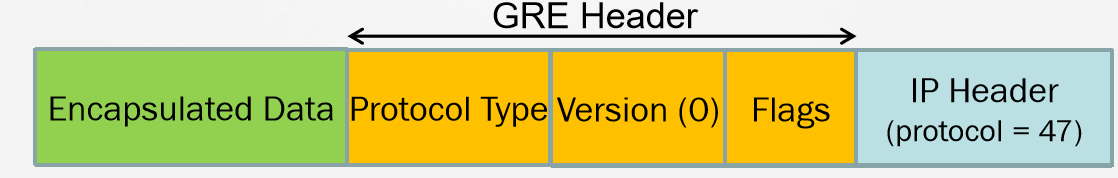 GRE Header
Encapsulated Data
Protocol Type
Version (0)
Flags
IP Header
(protocol = 47)